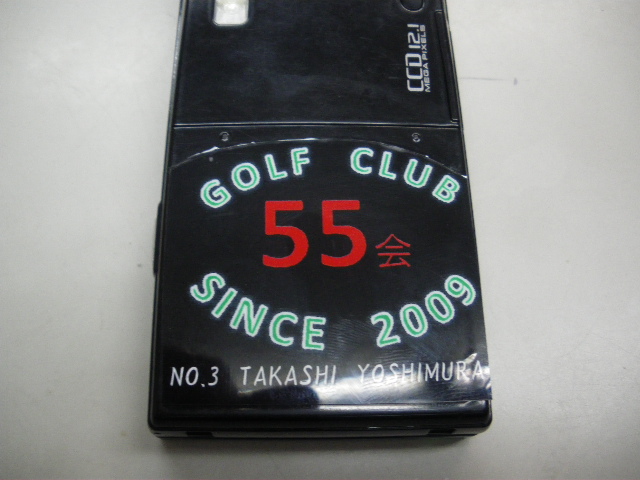 CCD 12.1
MEGA PIXELS
GOLF CLUB
55会
SINCE 2009
NO.3 TAKASHI YOSHIMURA